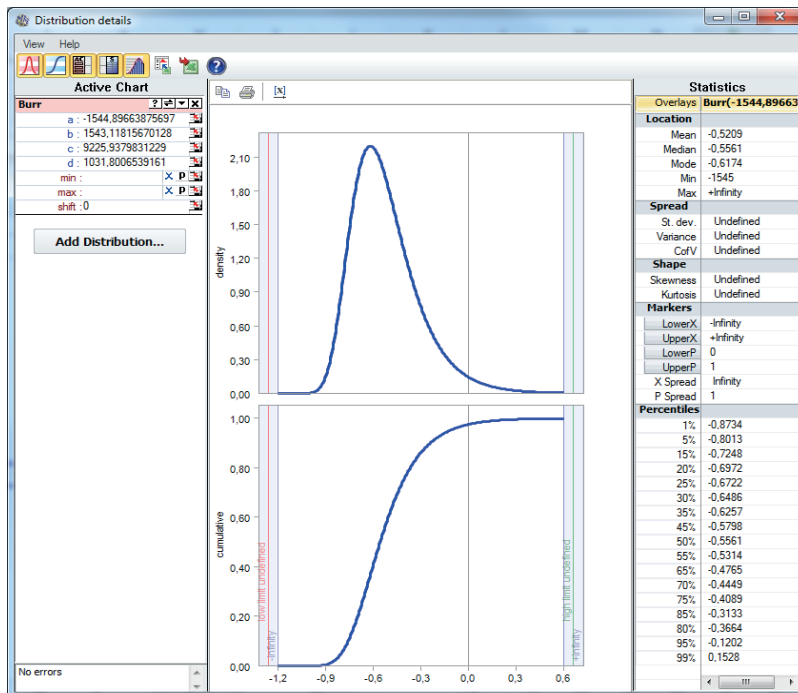 Distribution details
View Help
Active Chart
Burr
a : -1544,89663875697
b : 1543,11815670128
c : 9225,9379831229
d : 1031,8006539161
min :
max :
shift :0
Add Distribution...
No errors
density
2,10
1,80
1,50
1,20
0,90
0,60
0,30
0,00
cumulative
1,00
0,80
0,60
0,40
0,20
0,00
low limit undefined
-Infinity
high limit undefined
+Infinity
-1,2 -0,9 -0,6 -0,3 0,0 0,3 0,6
Statistics
Overlays Burr(-1544,89663
Location
Mean -0,5209
Median -0,5561
Mode -0,6174
Min -1545
Max +Infinity
Spread
St. dev. Undefined
Variance Undefined
CofV Undefined
Shape
Skewness Undefined
Kurtosis Undefined
Markers
LowerX -Infinity
UpperX +Infinity
LowerP 0
UpperP 1
X Spread Infinity
P Spread 1
Percentiles
1% -0,8734
5% -0,8013
15% -0,7248
20% -0,6972
25% -0,6722
30% -0,6486
35% -0,6257
45% -0,5798
50% -0,5561
55% -0,5314
65% -0,4765
70% -0,4449
75% -0,4089
85% -0,3133
80% -0,3664
95% -0,1202
99% 0,1528